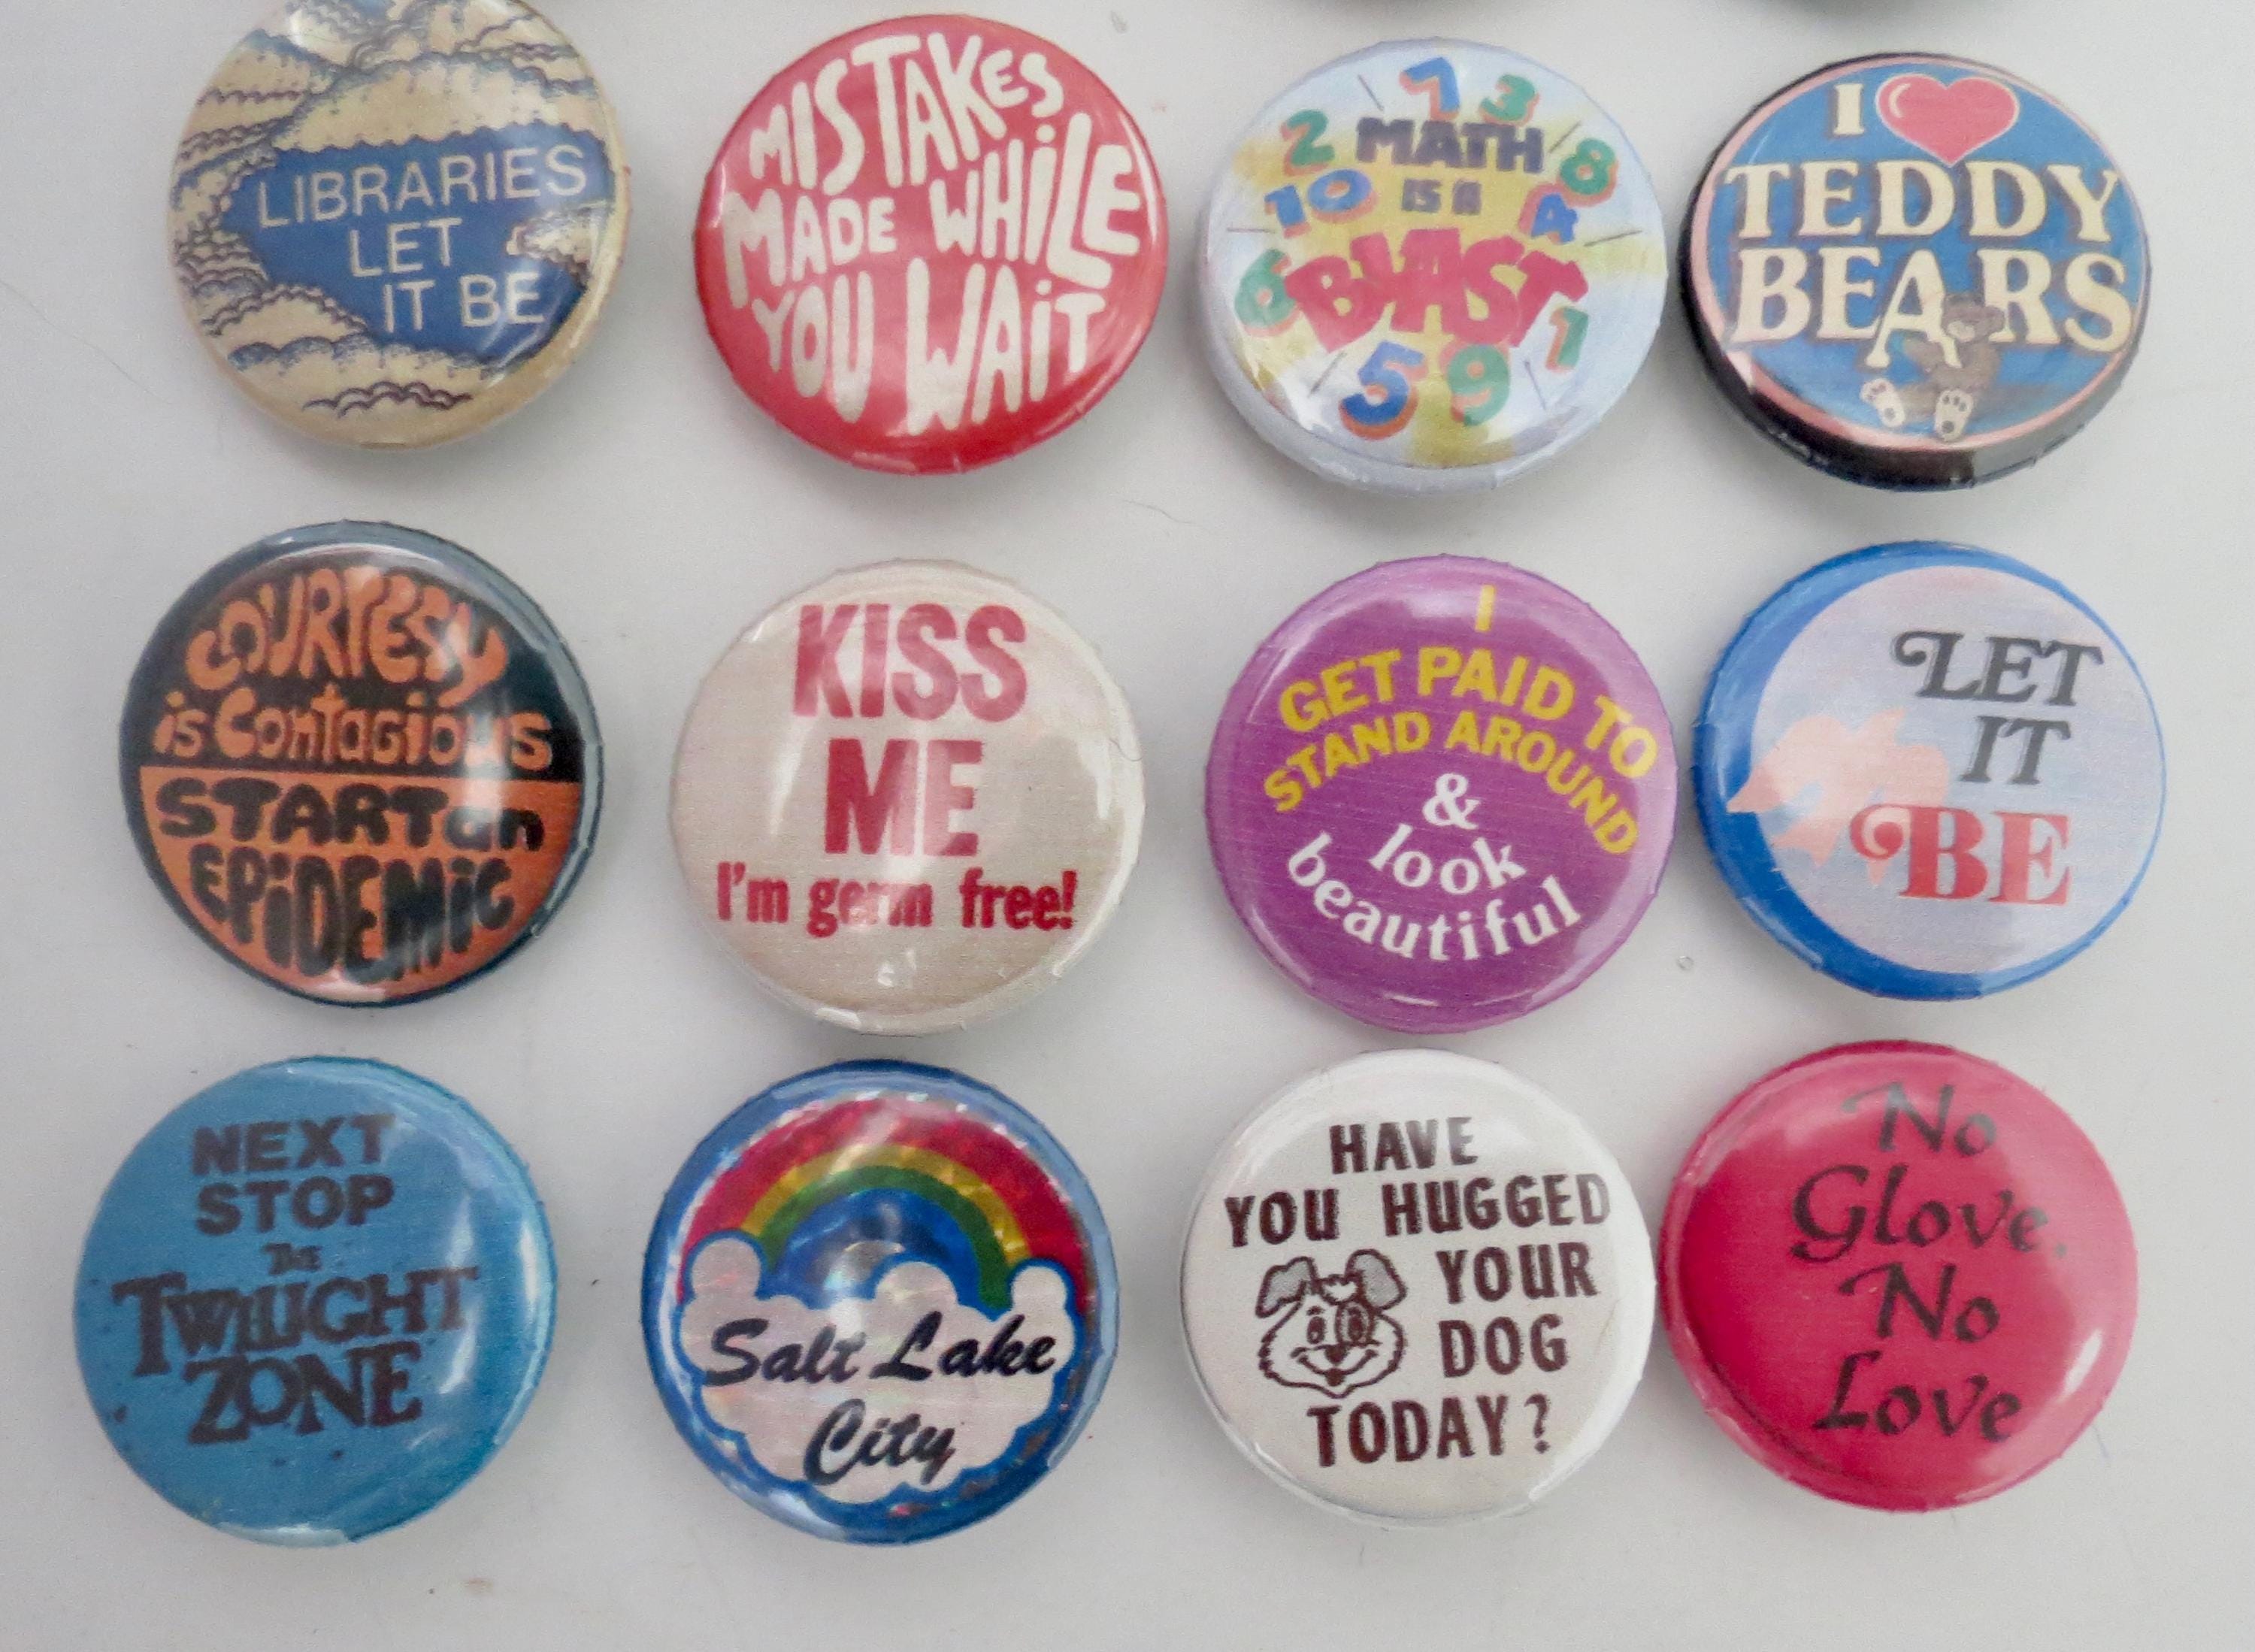 LIBRARIES
LET
IT BE
MISTAKES
MADE WHiLE
YOU WAiT
7 3
2 MATH 8
10 IS A 4
6 BLAST 1
5 9
I
TEDDY
BEARS
COURTESY
is Contagious
START an
EPiDEMiC
KISS
ME
I'm germ free!
I
GET PAID TO
STAND AROUND
&
look
beautiful
LET
IT
BE
NEXT
STOP
THE
TWILIGHT
ZONE
Salt Lake
City
HAVE
YOU HUGGED
YOUR
DOG
TODAY?
No
Glove,
No
Love